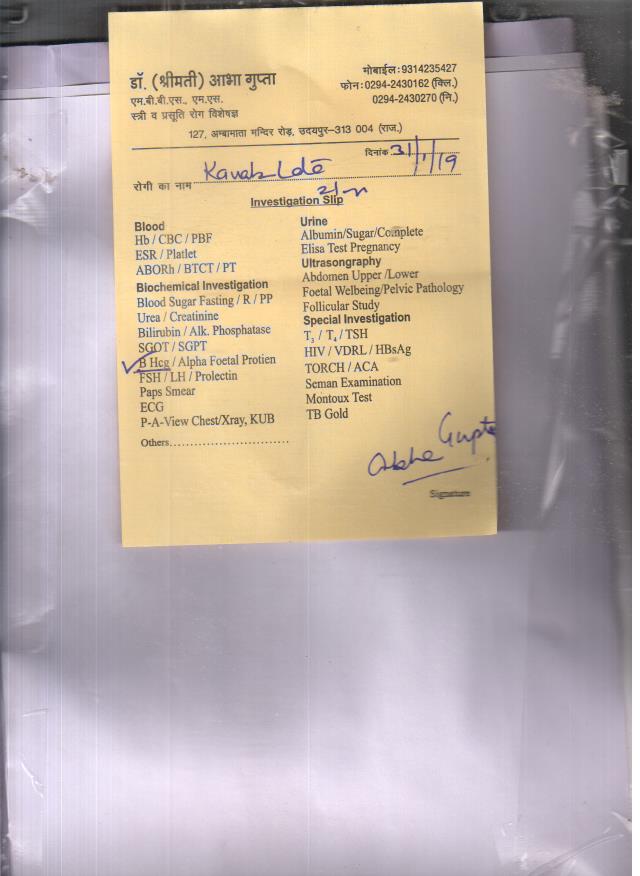 डॉ. (श्रीमती) आभा गुप्ता
एम.बी.बी.एस., एम.एस.
स्त्री व प्रसूति रोग विशेषज्ञ
मोबाईल:9314235427
फोन:0294-2430162 (क्लि.)
0294-2430270 (नि.)
127, अम्बामाता मन्दिर रोड़, उदयपुर-313 004 (राज.)
दिनांक 31/1/19
रोगी का नाम
Investigation Slip
Blood
Hb / CBC / PBF
ESR / Platlet
ABORh / BTCT / PT
Biochemical Investigation
Blood Sugar Fasting / R / PP
Urea / Creatinine
Bilirubin / Alk. Phosphatase
SGOT / SGPT
B Hcg / Alpha Foetal Protien
FSH / LH / Prolectin
Paps Smear
ECG
P-A-View Chest/Xray, KUB
Others............................
Urine
Albumin/Sugar/Complete
Elisa Test Pregnancy
Ultrasongraphy
Abdomen Upper /Lower
Foetal Welbeing/Pelvic Pathology
Follicular Study
Special Investigation
T3 / T4 / TSH
HIV / VDRL / HBsAg
TORCH / ACA
Seman Examination
Montoux Test
TB Gold
Abha Gupta
Signature